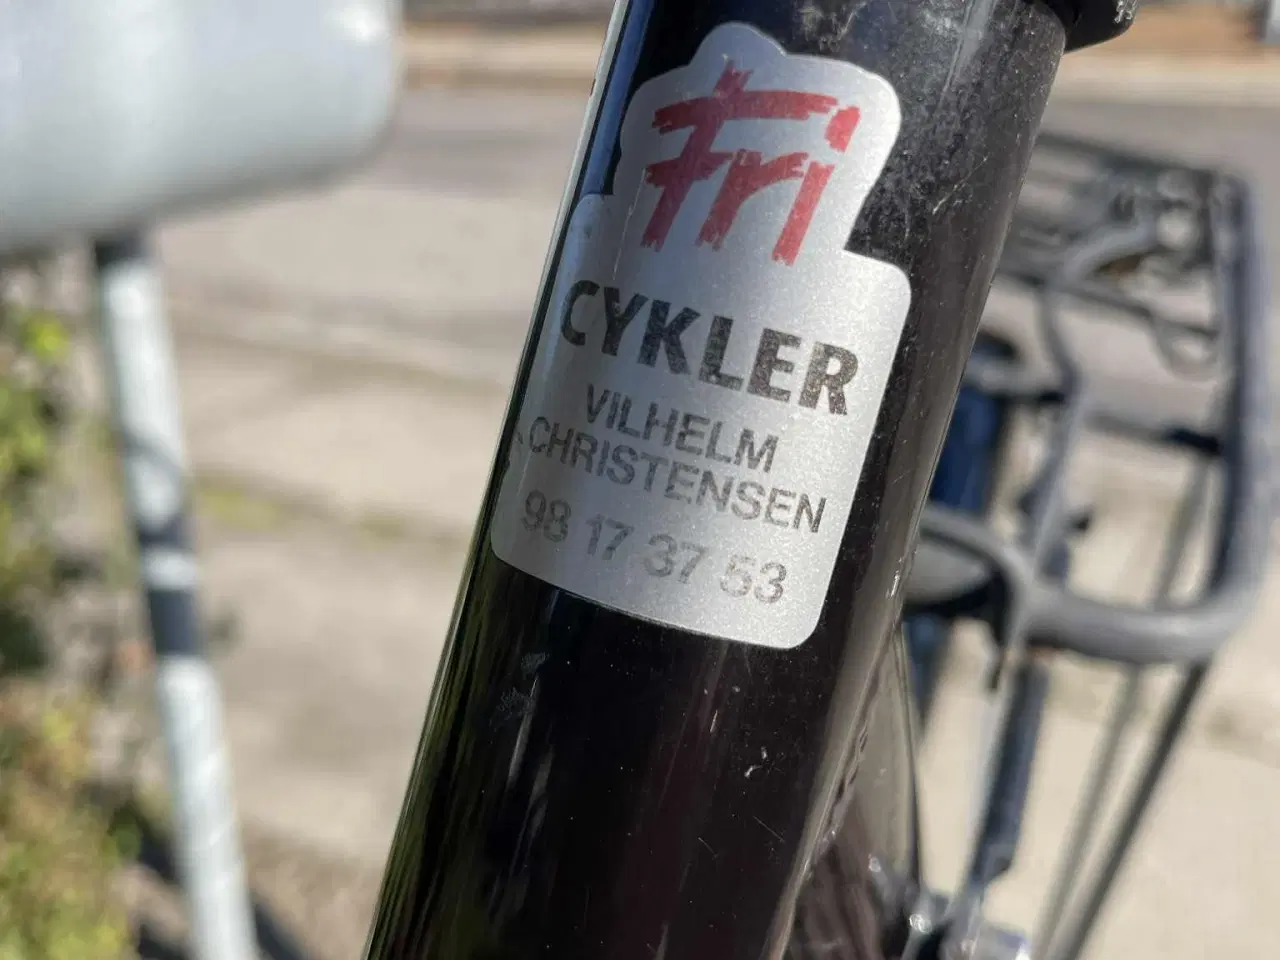 Fri
CYKLER
VILHELM
CHRISTENSEN
98 17 37 53